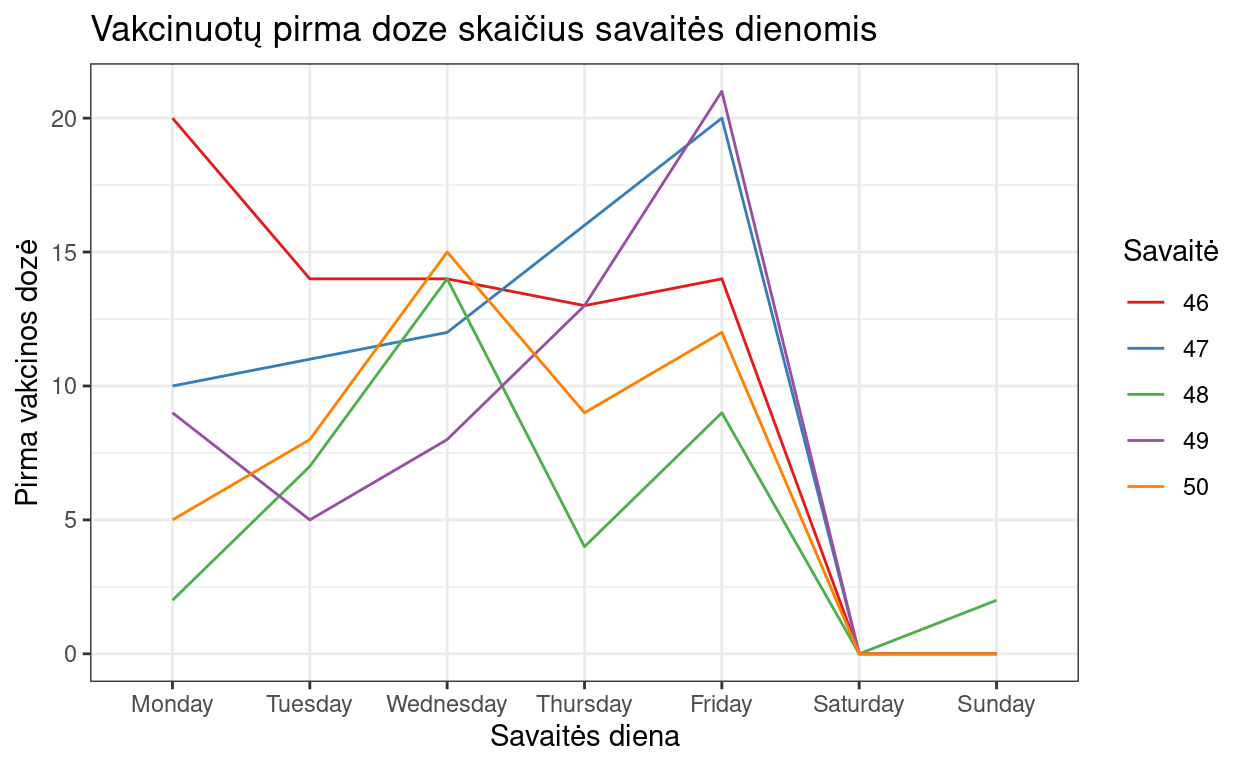 Vakcinuotų pirma doze skaičius savaitės dienomis
Pirma vakcinos dozė
20
15
10
5
0
Monday Tuesday Wednesday Thursday Friday Saturday Sunday
Savaitės diena
Savaitė
46
47
48
49
50